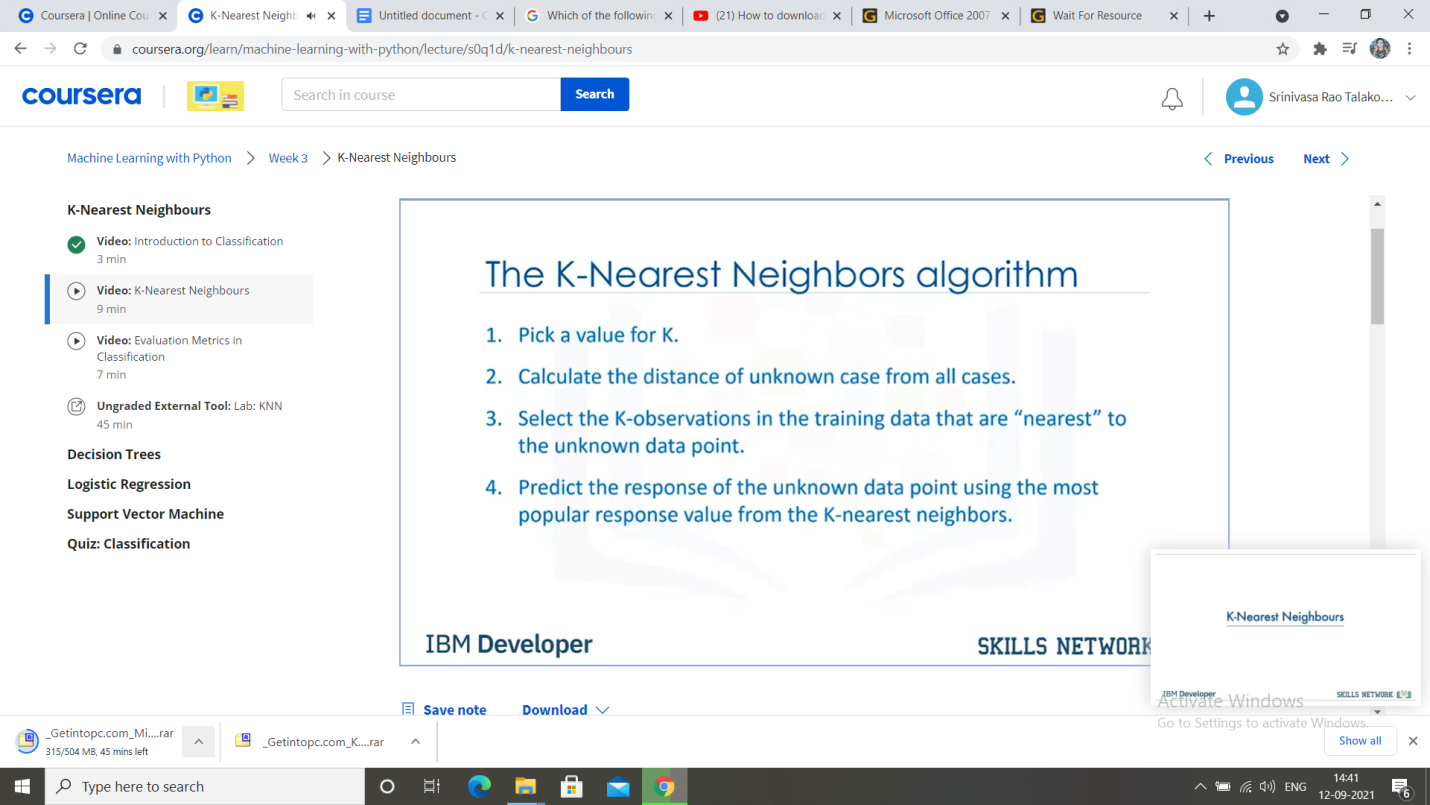 Coursera | Online Cou
K-Nearest Neighb
Untitled document - G
Which of the following
(21) How to download
Microsoft Office 2007
Wait For Resource
coursera.org/learn/machine-learning-with-python/lecture/s0q1d/k-nearest-neighbours
coursera
Search in course
Search
Srinivasa Rao Talako...
Machine Learning with Python
Week 3
K-Nearest Neighbours
Previous
Next
K-Nearest Neighbours
Video: Introduction to Classification
3 min
Video: K-Nearest Neighbours
9 min
Video: Evaluation Metrics in
Classification
7 min
Ungraded External Tool: Lab: KNN
45 min
Decision Trees
Logistic Regression
Support Vector Machine
Quiz: Classification
The K-Nearest Neighbors algorithm
1. Pick a value for K.
2. Calculate the distance of unknown case from all cases.
3. Select the K-observations in the training data that are “nearest” to
the unknown data point.
4. Predict the response of the unknown data point using the most
popular response value from the K-nearest neighbors.
IBM Developer
SKILLS NETWORK
K-Nearest Neighbours
IBM Developer
SKILLS NETWORK
Save note
Download
Activate Windows
Go to Settings to activate Windows.
_Getintopc.com_Mi....rar
315/504 MB, 45 mins left
_Getintopc.com_K....rar
Show all
Type here to search
ENG
14:41
12-09-2021
6